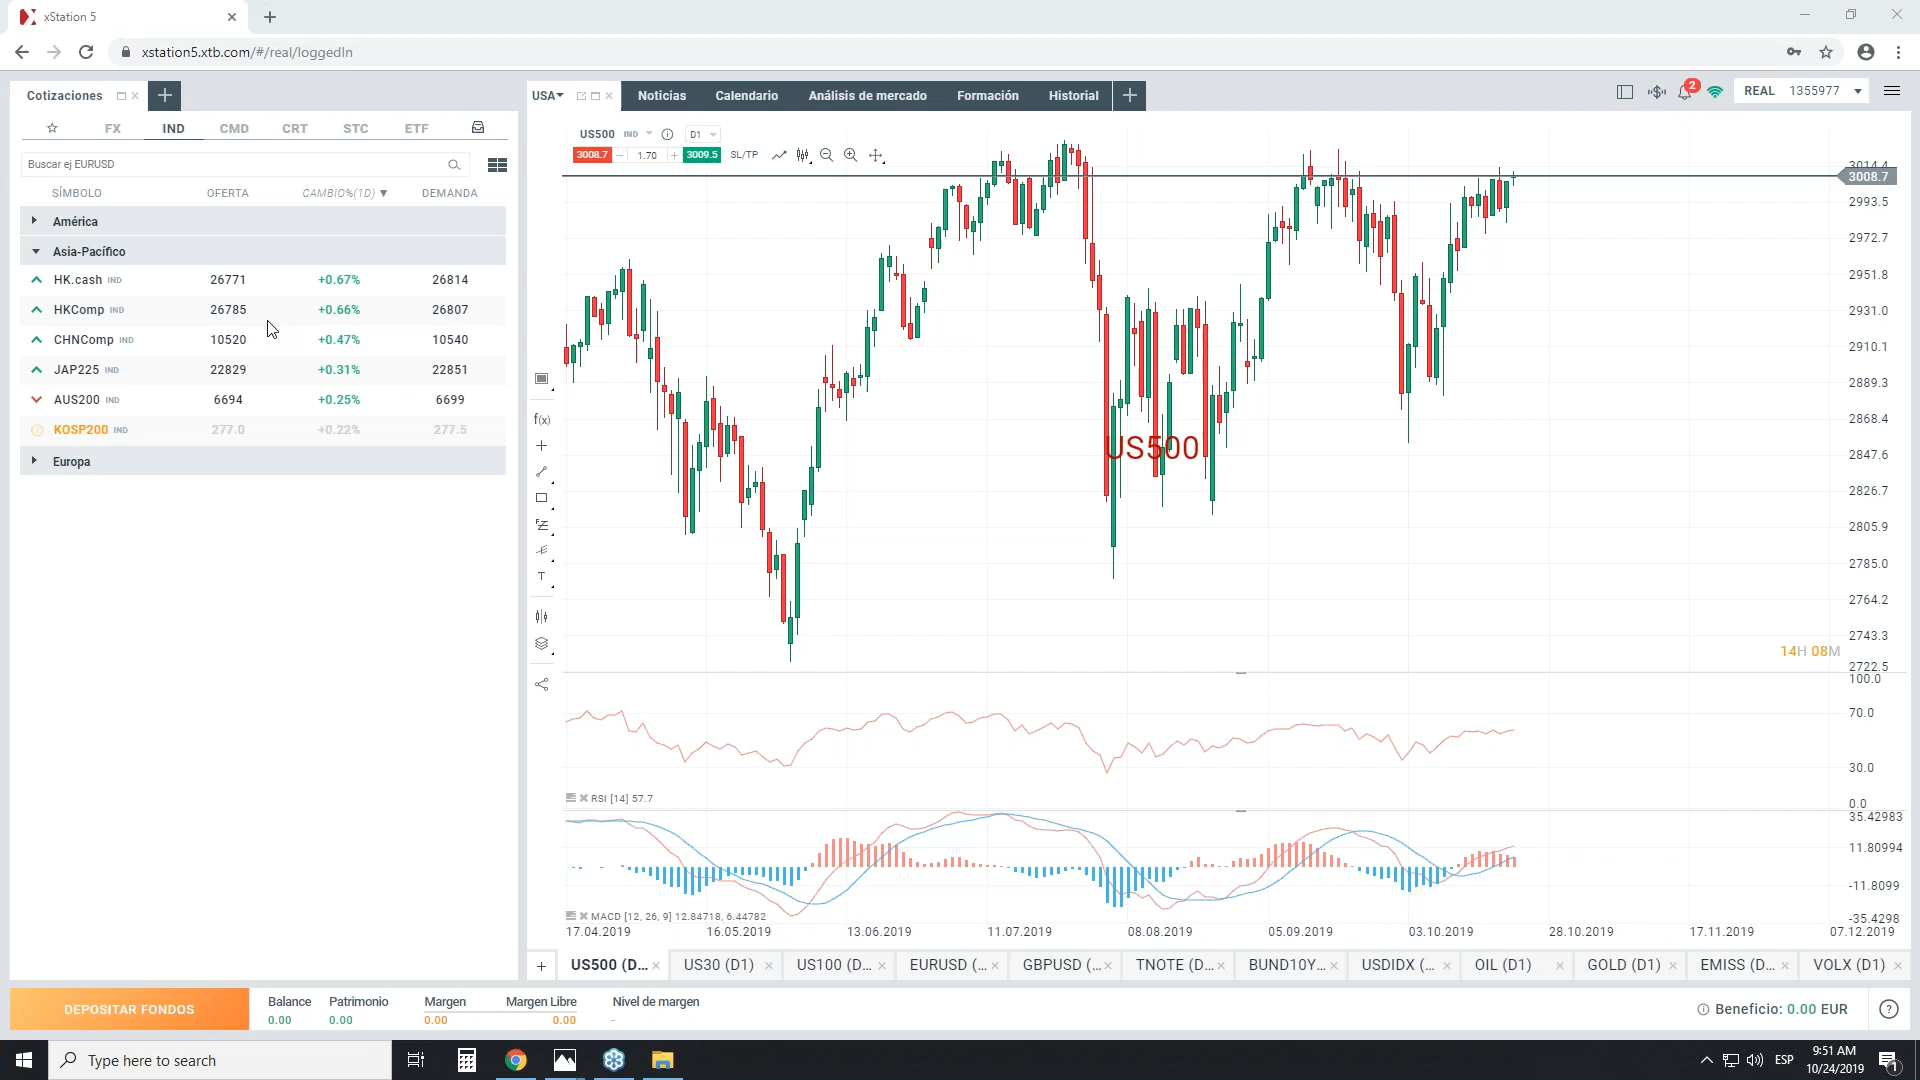 xStation 5
xstation5.xtb.com/#/real/loggedIn
Cotizaciones
FX IND CMD CRT STC ETF
Buscar ej EURUSD
SÍMBOLO OFERTA CAMBIO%(1D) ▼ DEMANDA
América
Asia-Pacífico
HK.cash IND 26771 +0.67% 26814
HKComp IND 26785 +0.66% 26807
CHNComp IND 10520 +0.47% 10540
JAP225 IND 22829 +0.31% 22851
AUS200 IND 6694 +0.25% 6699
KOSP200 IND 277.0 +0.22% 277.5
Europa
USA Noticias Calendario Análisis de mercado Formación Historial
2
REAL 1355977
US500 IND D1
3008.7 1.70 3009.5 SL/TP
f(x)
T
US500
3014.4
3008.7
2993.5
2972.7
2951.8
2931.0
2910.1
2889.3
2868.4
2847.6
2826.7
2805.9
2785.0
2764.2
2743.3
2722.5
14H 08M
100.0
70.0
30.0
0.0
RSI [14] 57.7
35.42983
11.80994
-11.8099
-35.4298
MACD [12, 26, 9] 12.84718, 6.44782
17.04.2019 16.05.2019 13.06.2019 11.07.2019 08.08.2019 05.09.2019 03.10.2019 28.10.2019 17.11.2019 07.12.2019
US500 (D... US30 (D1) US100 (D... EURUSD (... GBPUSD (... TNOTE (D... BUND10Y... USDIDX (... OIL (D1) GOLD (D1) EMISS (D... VOLX (D1)
DEPOSITAR FONDOS
Balance Patrimonio Margen Margen Libre Nivel de margen
0.00 0.00 0.00 0.00 -
Beneficio: 0.00 EUR
Type here to search
ESP
9:51 AM
10/24/2019
1